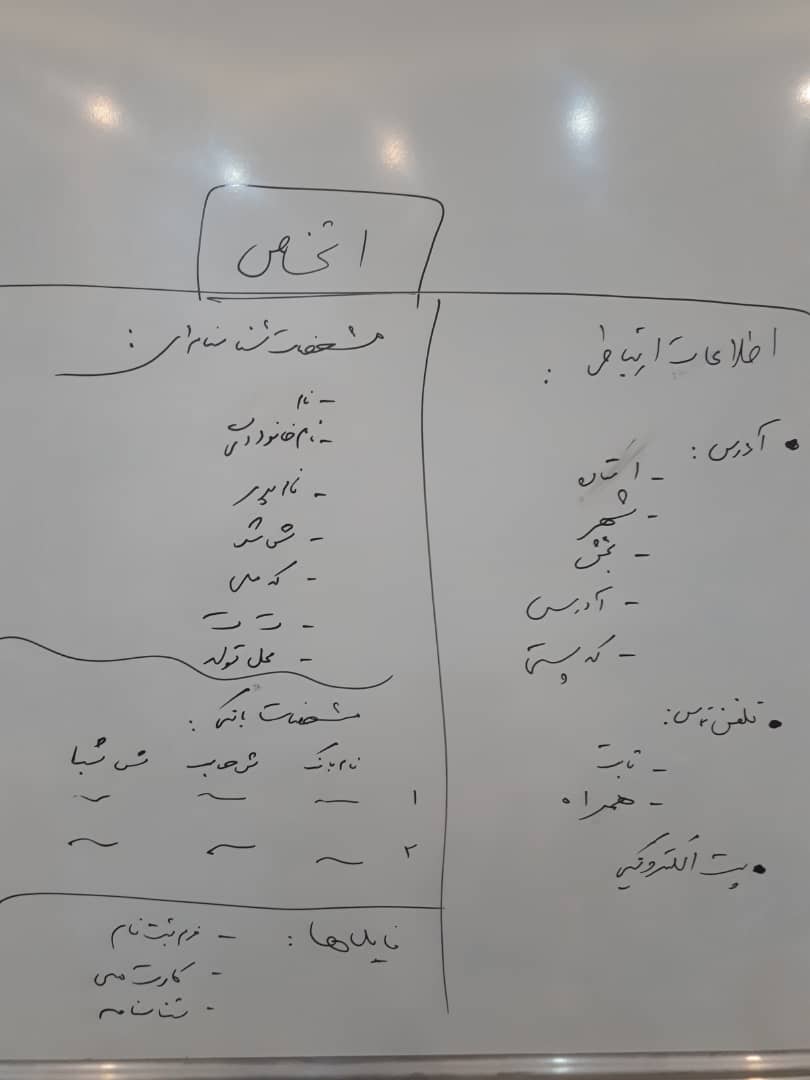 اشخاص
اطلاعات ارتباطی :
• آدرس :
- استان
- شهر
- بخش
- آدرس
- کد پستی
• تلفن تماس :
- ثابت
- همراه
• پست الکترونیکی
مشخصات شناسنامه‌ای :
- نام
- نام خانوادگی
- نام پدر
- ش ش
- کد ملی
- ت ت
- محل تولد
مشخصات بانکی :
نام بانک ش حساب ش شبا
۱
۲
فایل‌ها :
- فرم ثبت نام
- کارت ملی
- شناسنامه